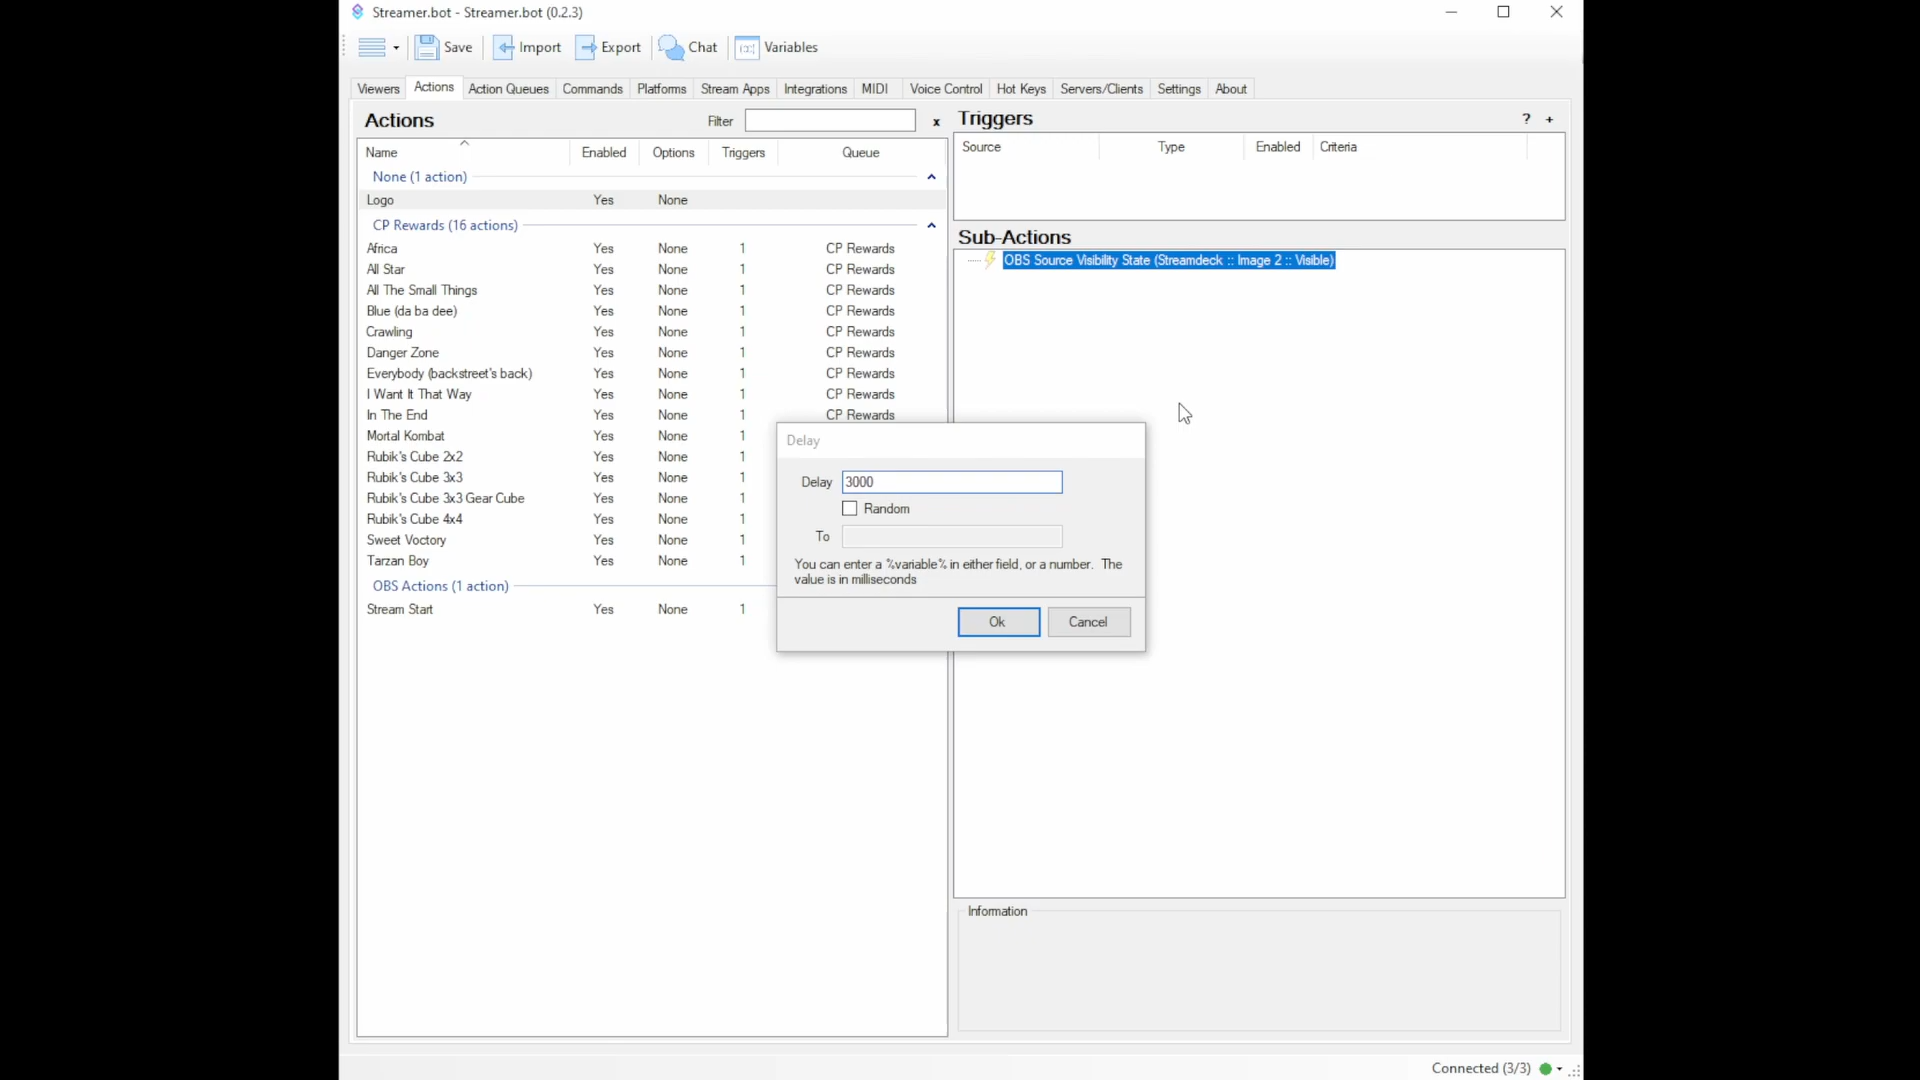 Streamer.bot - Streamer.bot (0.2.3)
Save
Import
Export
Chat
Variables
Viewers
Actions
Action Queues
Commands
Platforms
Stream Apps
Integrations
MIDI
Voice Control
Hot Keys
Servers/Clients
Settings
About
Actions
Filter
x
Name
Enabled
Options
Triggers
Queue
None (1 action)
Logo Yes None
CP Rewards (16 actions)
Africa Yes None 1 CP Rewards
All Star Yes None 1 CP Rewards
All The Small Things Yes None 1 CP Rewards
Blue (da ba dee) Yes None 1 CP Rewards
Crawling Yes None 1 CP Rewards
Danger Zone Yes None 1 CP Rewards
Everybody (backstreet's back) Yes None 1 CP Rewards
I Want It That Way Yes None 1 CP Rewards
In The End Yes None 1 CP Rewards
Mortal Kombat Yes None 1
Rubik's Cube 2x2 Yes None 1
Rubik's Cube 3x3 Yes None 1
Rubik's Cube 3x3 Gear Cube Yes None 1
Rubik's Cube 4x4 Yes None 1
Sweet Voctory Yes None 1
Tarzan Boy Yes None 1
OBS Actions (1 action)
Stream Start Yes None 1
Triggers
? +
Source
Type
Enabled
Criteria
Sub-Actions
OBS Source Visibility State (Streamdeck :: Image 2 :: Visible)
Delay
Delay 3000
Random
To
You can enter a %variable% in either field, or a number. The
value is in milliseconds
Ok
Cancel
Information
Connected (3/3)